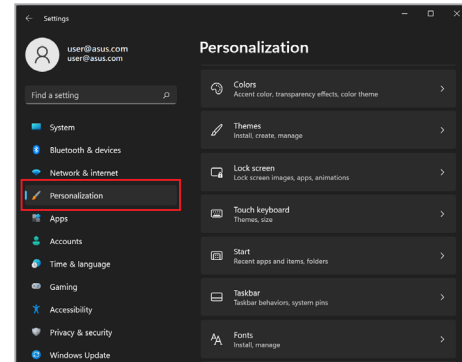 Settings
user@asus.com
user@asus.com
Find a setting
System
Bluetooth & devices
Network & internet
Personalization
Apps
Accounts
Time & language
Gaming
Accessibility
Privacy & security
Windows Update
Personalization
Colors
Accent color, transparency effects, color theme
Themes
Install, create, manage
Lock screen
Lock screen images, apps, animations
Touch keyboard
Themes, size
Start
Recent apps and items, folders
Taskbar
Taskbar behaviors, system pins
Fonts
Install, manage